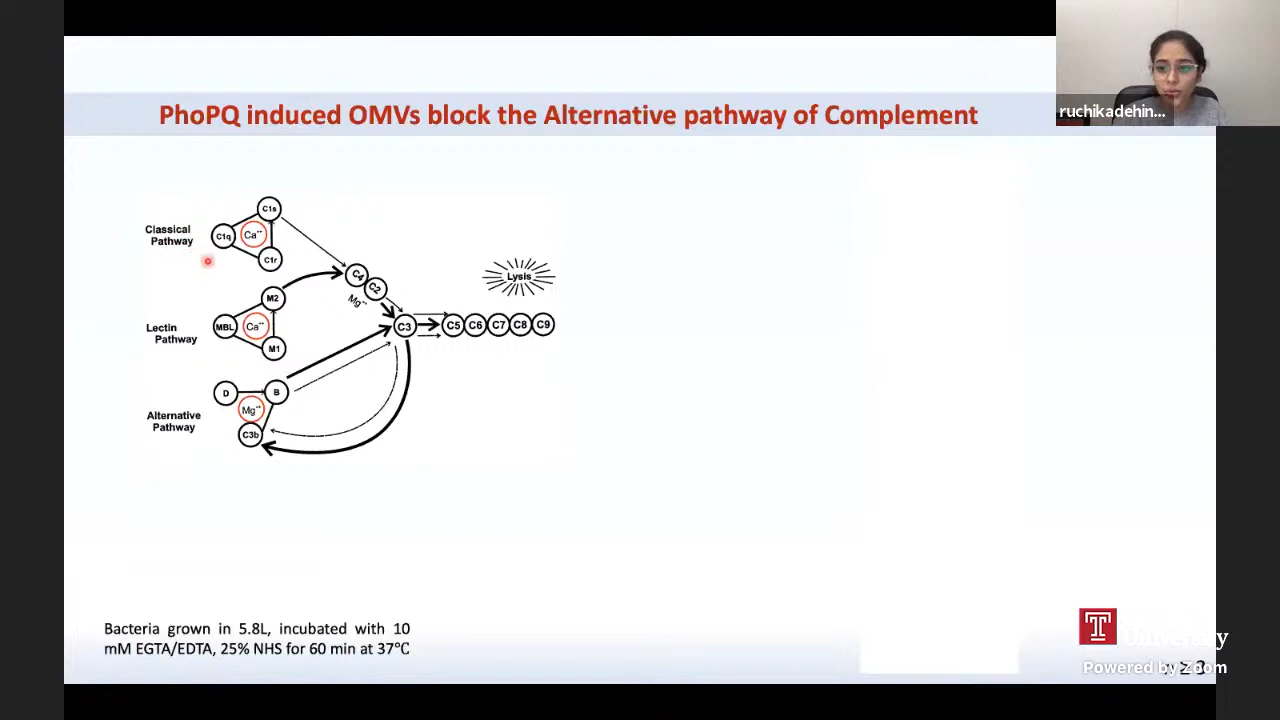 PhoPQ induced OMVs block the Alternative pathway of Complement
ruchikadehin...
Classical
Pathway
C1s
C1q
Ca++
C1r
C4
C2
Mg++
Lysis
M2
Lectin
Pathway
MBL
Ca++
M1
C3
C5
C6
C7
C8
C9
D
B
Alternative
Pathway
Mg++
C3b
Bacteria grown in 5.8L, incubated with 10
mM EGTA/EDTA, 25% NHS for 60 min at 37℃
University
Powered by Zoom